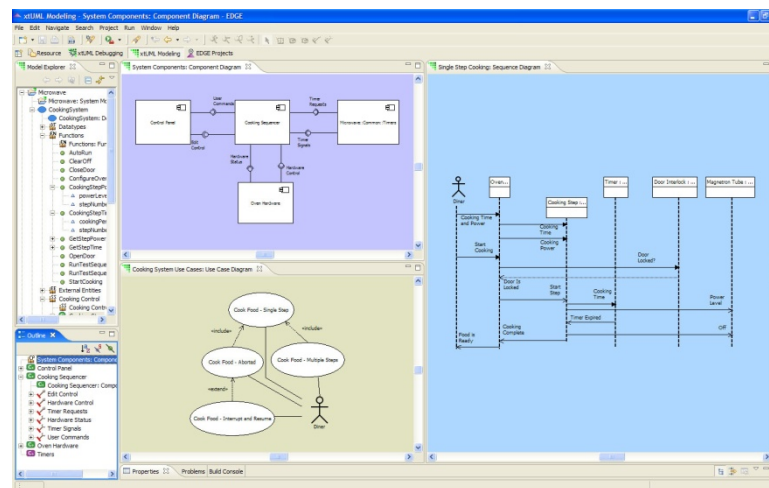 xtUML Modeling - System Components: Component Diagram - EDGE
File Edit Navigate Search Project Run Window Help
Resource xtUML Debugging xtUML Modeling EDGE Projects
Model Explorer
Microwave
Microwave: System Mo
CookingSystem
CookingSystem: D
Datatypes
Functions
Functions: Fun
AutoRun
ClearOff
CloseDoor
ConfigureOven
CookingStepPo
powerLeve
stepNumbe
CookingStepTi
cookingPe
stepNumbe
GetStepPower
GetStepTime
OpenDoor
RunTestSeque
RunTestSeque
StartCooking
External Entities
Cooking Control
Cooking Contr
Outline
System Components: Compone
Control Panel
Cooking Sequencer
Cooking Sequencer: Compo
Edit Control
Hardware Control
Timer Requests
Hardware Status
Timer Signals
User Commands
Oven Hardware
Timers
System Components: Component Diagram
User
Commands
Timer
Requests
Control Panel
Cooking Sequencer
Microwave: Common Timers
Edit
Control
Timer
Signals
Hardware
Status
Hardware
Control
Oven Hardware
Cooking System Use Cases: Use Case Diagram
Cook Food - Single Step
«include»
«include»
Cook Food - Aborted
Cook Food - Multiple Steps
«extend»
Cook Food - Interrupt and Resume
Diner
Single Step Cooking: Sequence Diagram
Diner
Oven...
Cooking Step :...
Timer : ...
Door Interlock : ...
Magnetron Tube : ...
Cooking Time
and Power
Cooking
Time
Start
Cooking
Cooking
Power
Door
Locked?
Door Is
Locked
Start
Step
Cooking
Time
Power
Level
Timer Expired
Food is
Ready
Cooking
Complete
Off
Properties Problems Build Console